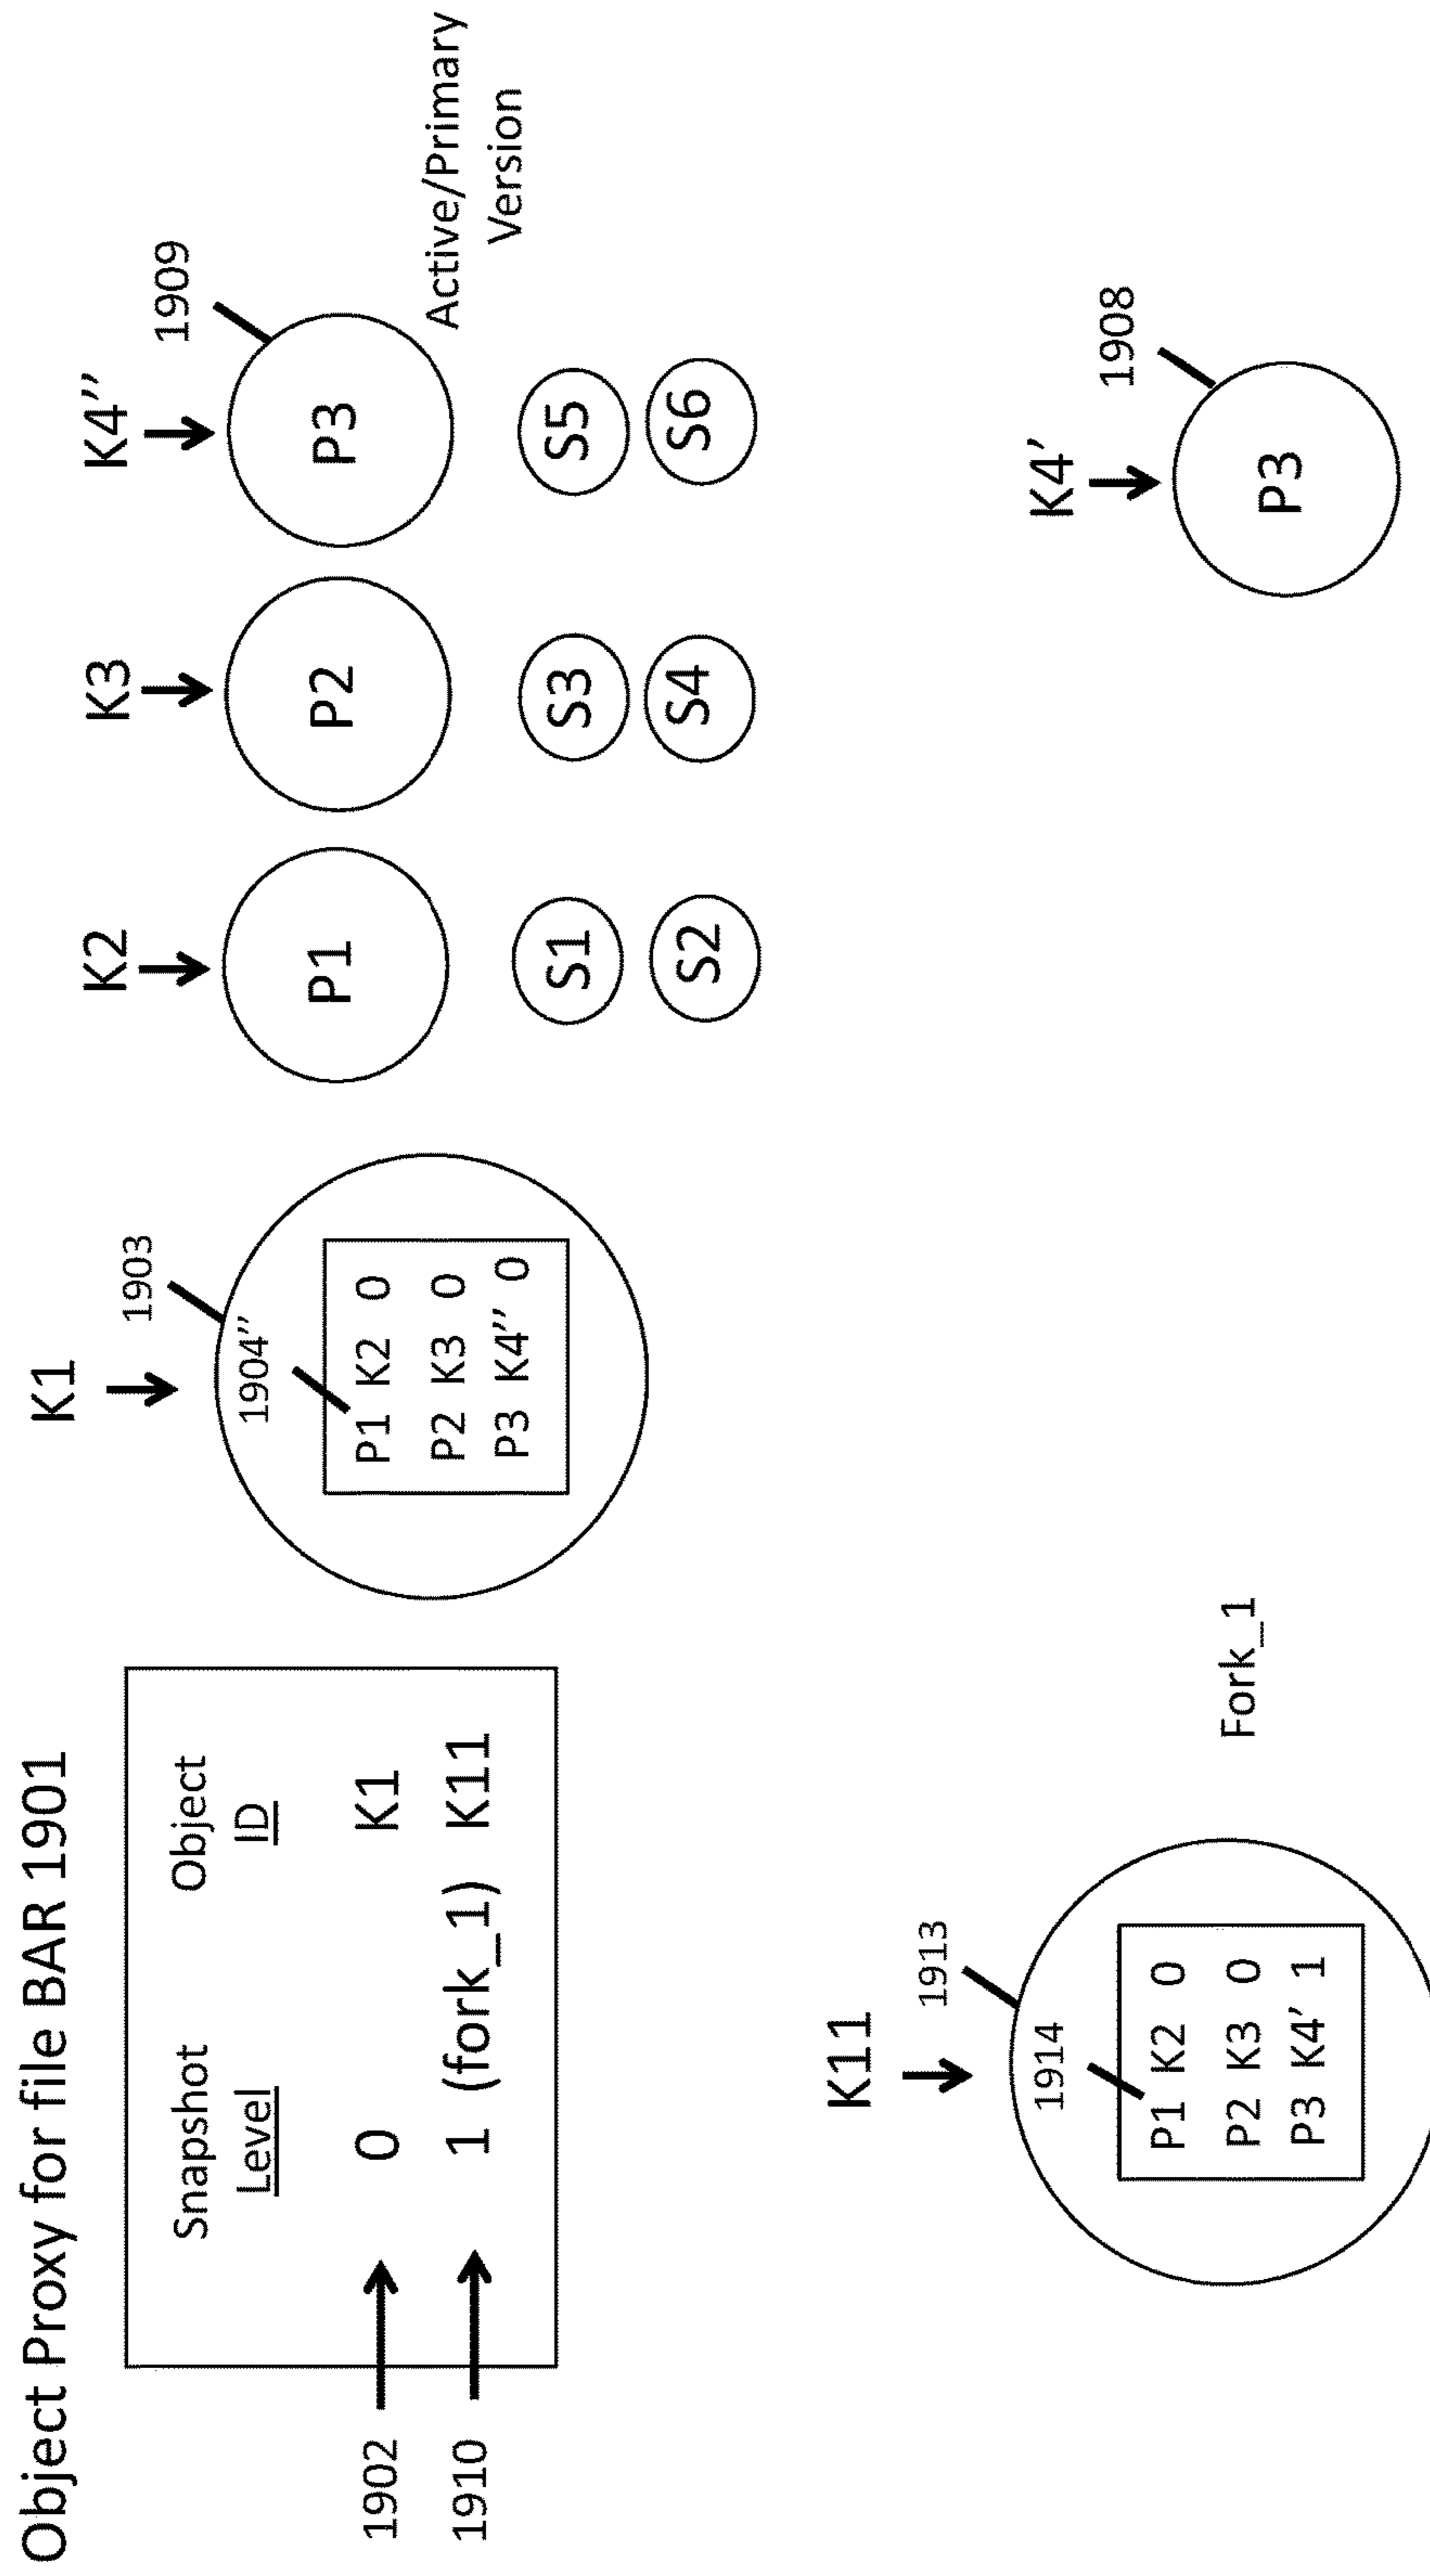 Object Proxy for file BAR 1901
Snapshot
Level
Object
ID
1902
0 K1
1910
1 (fork_1) K11
K1
1903
1904’’
P1 K2 0
P2 K3 0
P3 K4’’ 0
K2
P1
S1
S2
K3
P2
S3
S4
K4’’
1909
P3
S5
S6
Active/Primary
Version
K11
1913
1914
P1 K2 0
P2 K3 0
P3 K4’ 1
Fork_1
K4’
1908
P3